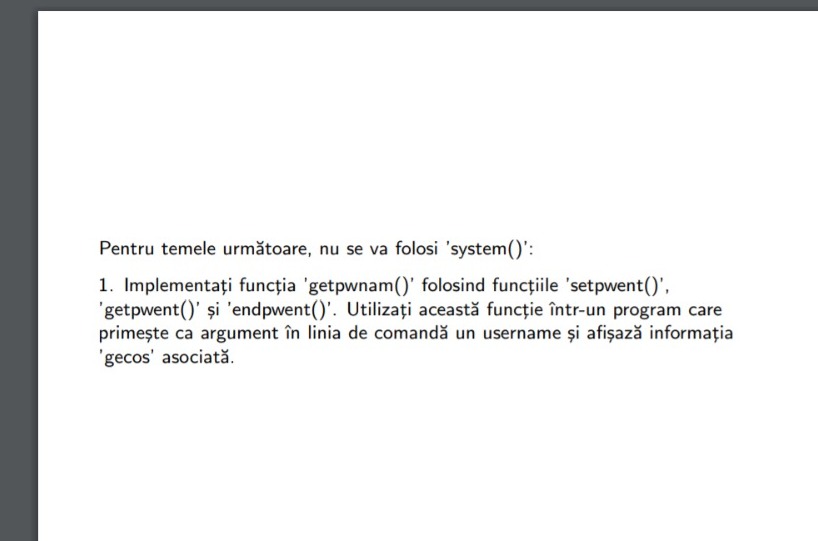 Pentru temele următoare, nu se va folosi 'system()':
1. Implementați funcția 'getpwnam()' folosind funcțiile 'setpwent()',
'getpwent()' și 'endpwent()'. Utilizați această funcție într-un program care
primește ca argument în linia de comandă un username și afișază informația
'gecos' asociată.